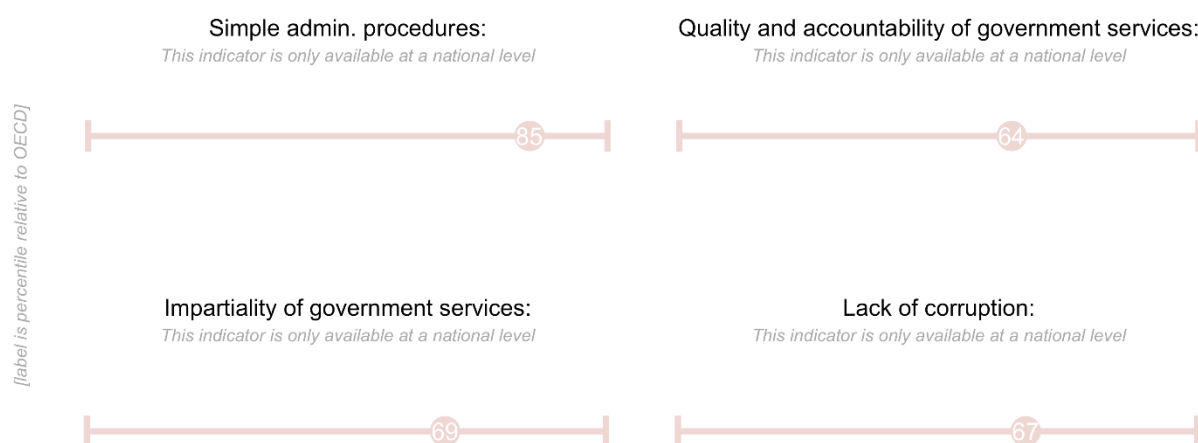 Simple admin. procedures:
This indicator is only available at a national level
Quality and accountability of government services:
This indicator is only available at a national level
[label is percentile relative to OECD]
85
64
Impartiality of government services:
This indicator is only available at a national level
Lack of corruption:
This indicator is only available at a national level
69
67